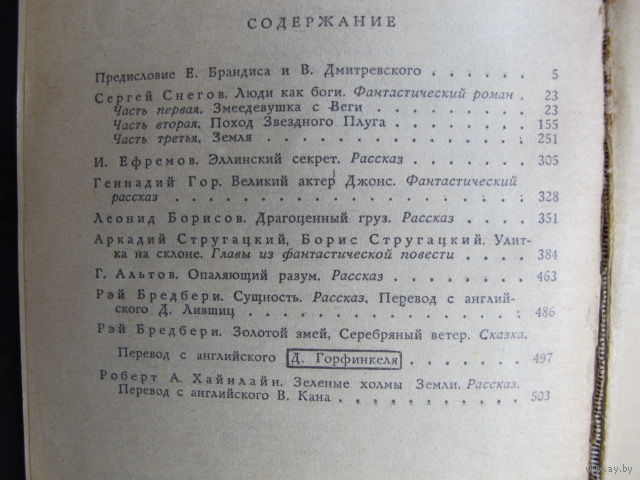 СОДЕРЖАНИЕ
Предисловие Е. Брандиса и В. Дмитревского . . . . . . 5
Сергей Снегов. Люди как боги. Фантастический роман . 23
Часть первая. Змеедевушка с Веги . . . . . . . . 23
Часть вторая. Поход Звездного Плуга . . . . . . . 155
Часть третья. Земля . . . . . . . . . . . . 251
И. Ефремов. Эллинский секрет. Рассказ . . . . . . . 305
Геннадий Гор. Великий актер Джонс. Фантастический
рассказ . . . . . . . . . . . . . . . . . 328
Леонид Борисов. Драгоценный груз. Рассказ . . . . 351
Аркадий Стругацкий, Борис Стругацкий. Улит-
ка на склоне. Главы из фантастической повести . . . . 384
Г. Альтов. Опаляющий разум. Рассказ . . . . . . . 463
Рэй Бредбери. Сущность. Рассказ. Перевод с англий-
ского Д. Лившиц . . . . . . . . . . . . . . 486
Рэй Бредбери. Золотой змей, Серебряный ветер. Сказка.
Перевод с английского Д. Горфинкеля . . . . . . . 497
Роберт А. Хайнлайн. Зеленые холмы Земли. Рассказ.
Перевод с английского В. Кана . . . . . . . . . . 503
www.ay.by